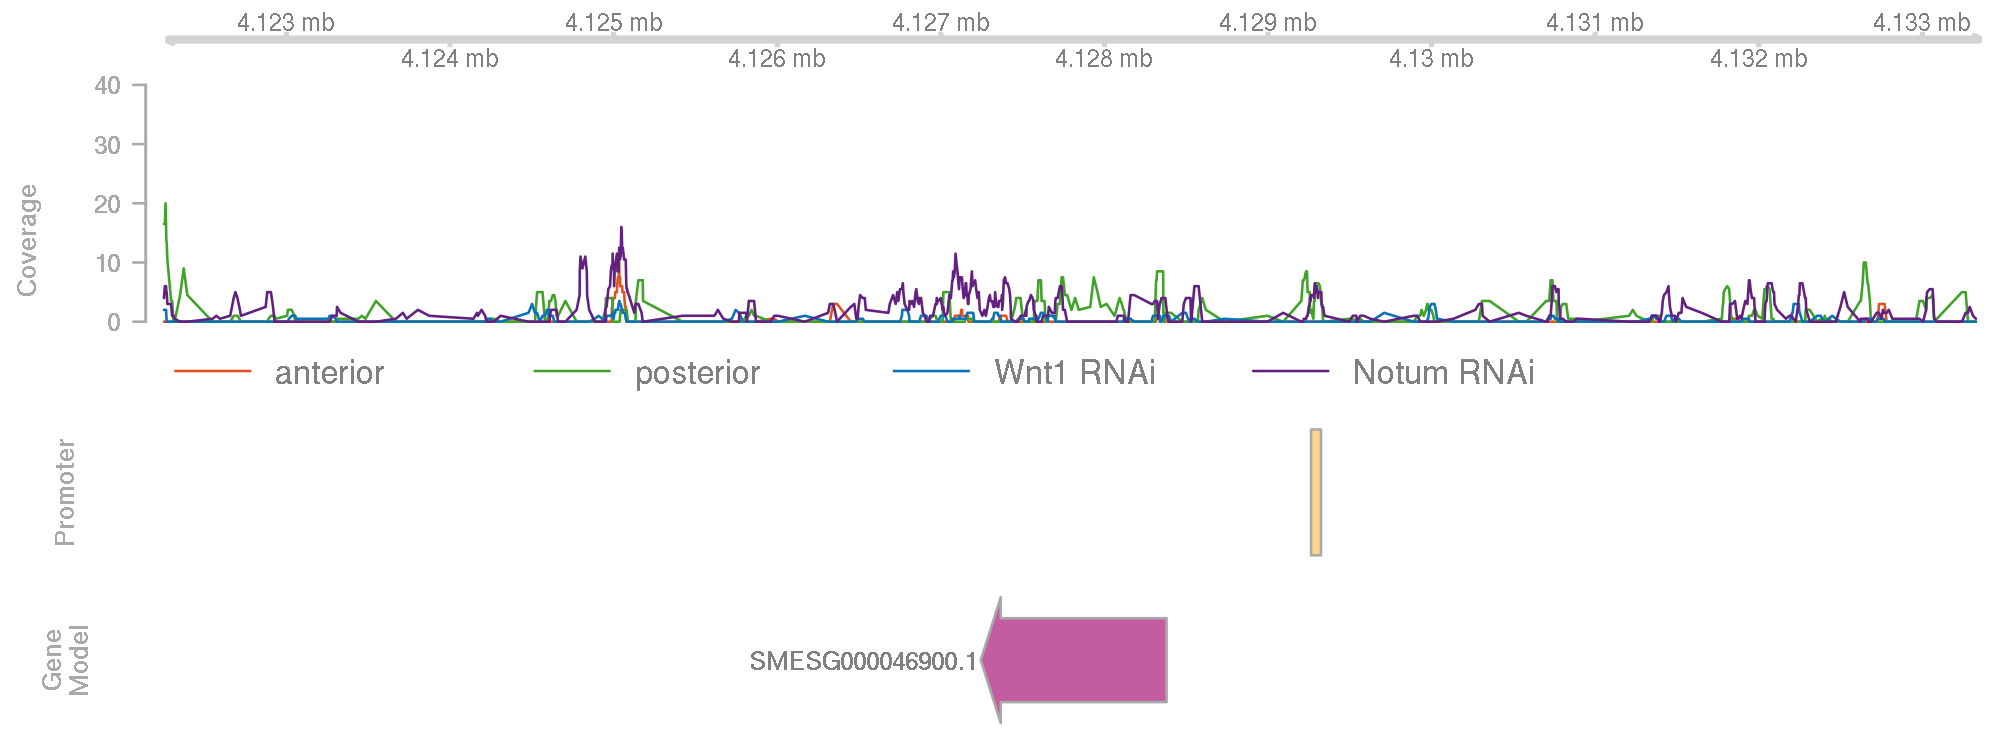 4.123 mb 4.125 mb 4.127 mb 4.129 mb 4.131 mb 4.133 mb
4.124 mb 4.126 mb 4.128 mb 4.13 mb 4.132 mb
40
30
20
10
0
Coverage
anterior posterior Wnt1 RNAi Notum RNAi
Promoter
Gene
Model
SMESG000046900.1